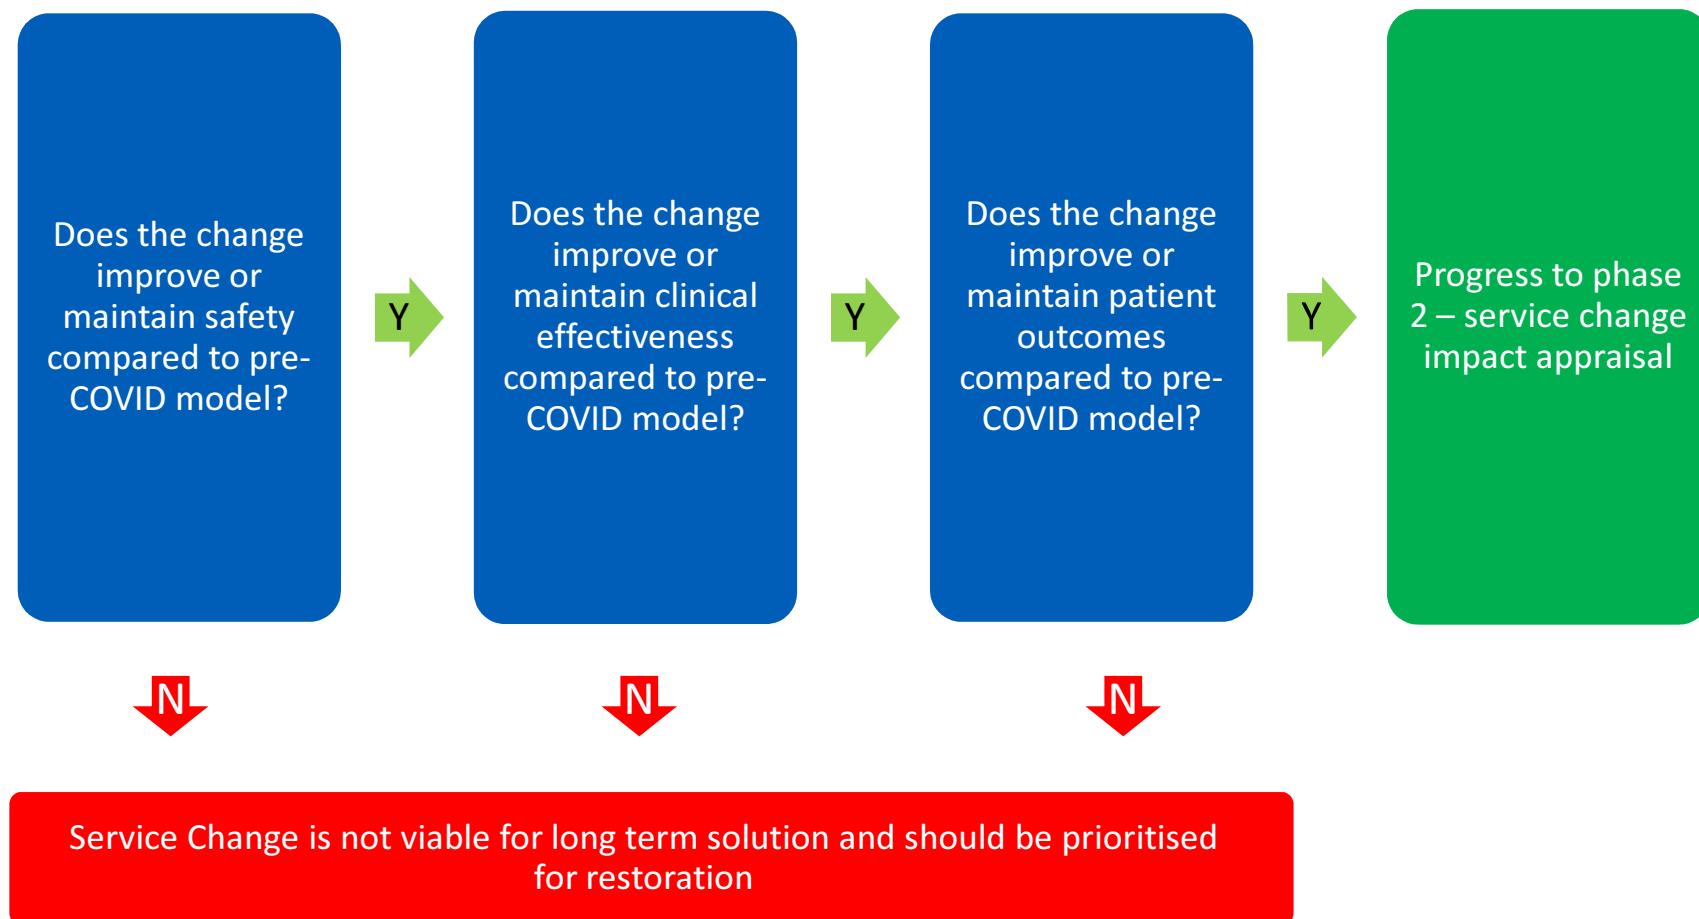 Does the change
improve or
maintain safety
compared to pre-
COVID model?
Y
Does the change
improve or
maintain clinical
effectiveness
compared to pre-
COVID model?
Y
Does the change
improve or
maintain patient
outcomes
compared to pre-
COVID model?
Y
Progress to phase
2 – service change
impact appraisal
N
N
N
Service Change is not viable for long term solution and should be prioritised
for restoration